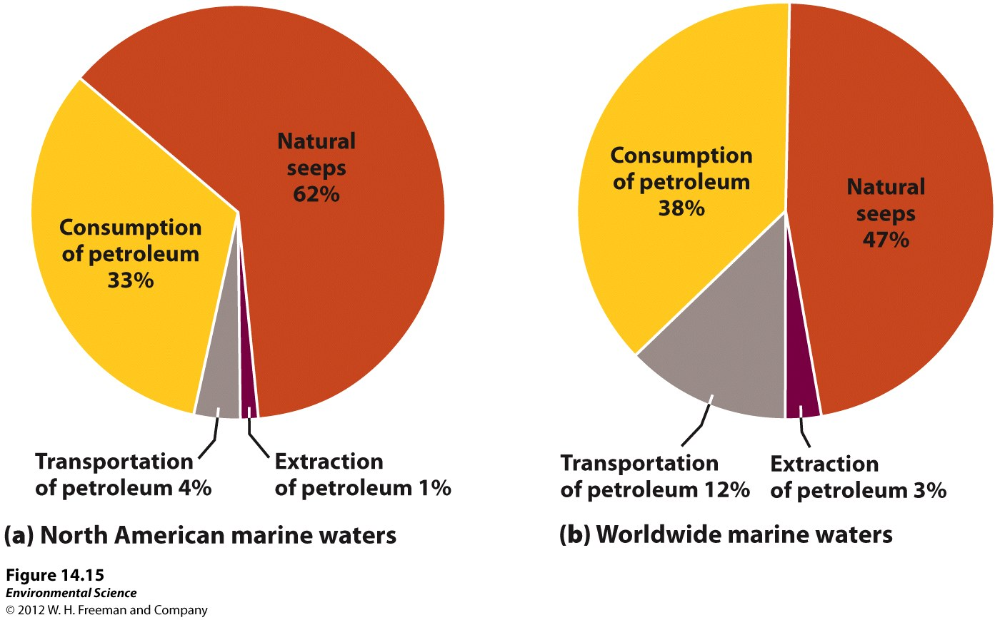 Natural
seeps
62%
Consumption
of petroleum
33%
Transportation
of petroleum 4%
Extraction
of petroleum 1%
(a) North American marine waters
Consumption
of petroleum
38%
Natural
seeps
47%
Transportation
of petroleum 12%
Extraction
of petroleum 3%
(b) Worldwide marine waters
Figure 14.15
Environmental Science
© 2012 W. H. Freeman and Company